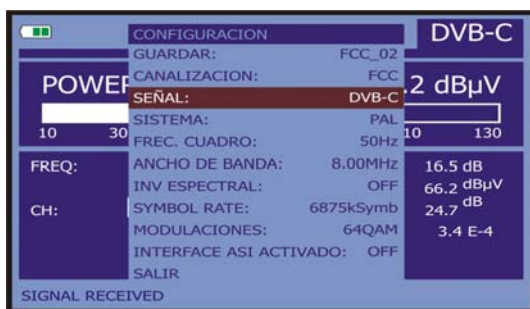 CONFIGURACION
DVB-C
GUARDAR: FCC_02
CANALIZACION: FCC
POWER .2 dBµV
SEÑAL: DVB-C
SISTEMA: PAL
10 30 10 130
FREC. CUADRO: 50Hz
FREQ: ANCHO DE BANDA: 8.00MHz 16.5 dB
INV ESPECTRAL: OFF 66.2 dBµV
CH: SYMBOL RATE: 6875kSymb 24.7 dB
MODULACIONES: 64QAM 3.4 E-4
INTERFACE ASI ACTIVADO: OFF
SALIR
SIGNAL RECEIVED